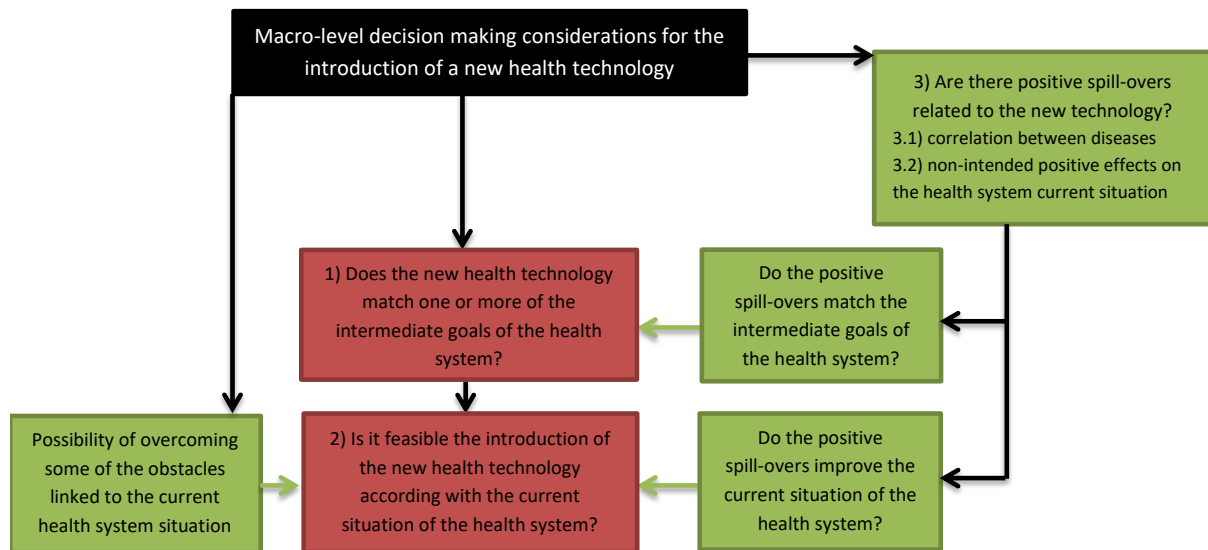 Macro-level decision making considerations for the
introduction of a new health technology
3) Are there positive spill-overs
related to the new technology?
3.1) correlation between diseases
3.2) non-intended positive effects on
the health system current situation
1) Does the new health technology
match one or more of the
intermediate goals of the health
system?
Do the positive
spill-overs match the
intermediate goals of
the health system?
Possibility of overcoming
some of the obstacles
linked to the current
health system situation
2) Is it feasible the introduction of
the new health technology
according with the current
situation of the health system?
Do the positive
spill-overs improve the
current situation of the
health system?